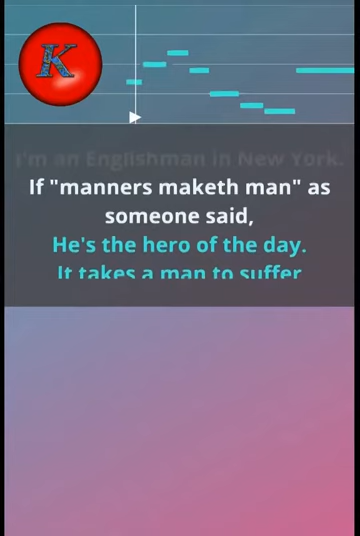 K
I'm an Englishman in New York.
If "manners maketh man" as
someone said,
He's the hero of the day.
It takes a man to suffer